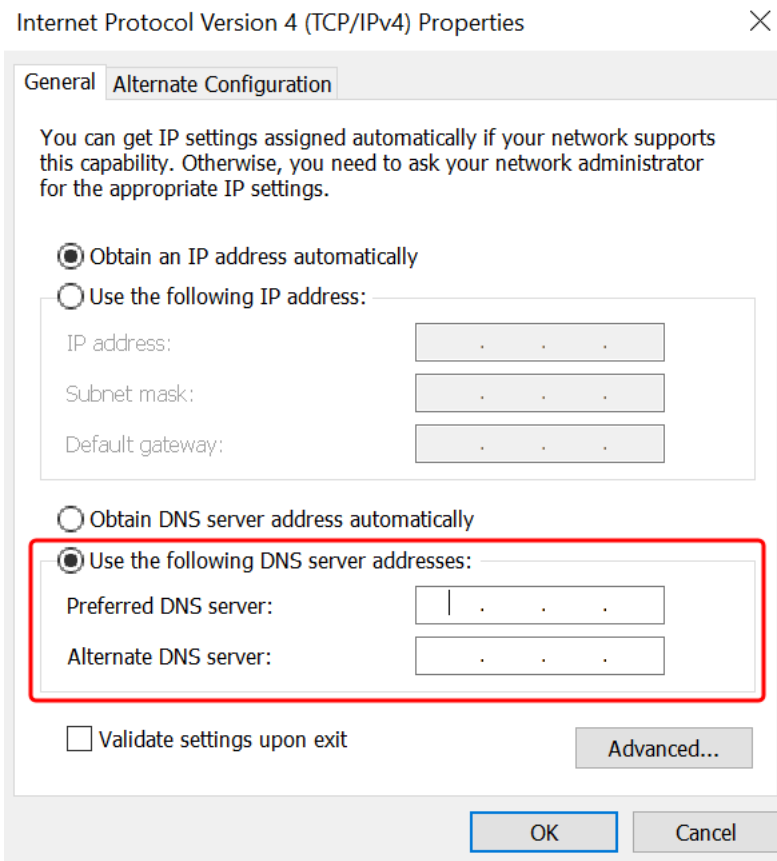 Internet Protocol Version 4 (TCP/IPv4) Properties
General
Alternate Configuration
You can get IP settings assigned automatically if your network supports
this capability. Otherwise, you need to ask your network administrator
for the appropriate IP settings.
Obtain an IP address automatically
Use the following IP address:
IP address:
Subnet mask:
Default gateway:
Obtain DNS server address automatically
Use the following DNS server addresses:
Preferred DNS server:
Alternate DNS server:
Validate settings upon exit
Advanced...
OK
Cancel